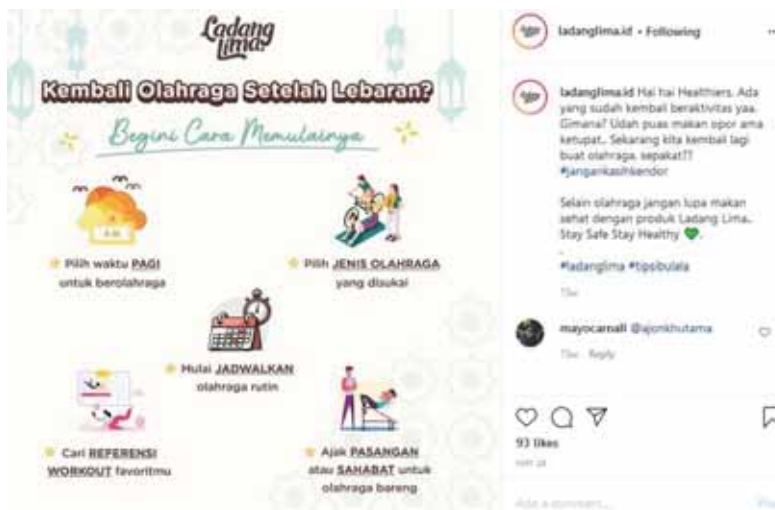 Ladang
lima
Kembali Olahraga Setelah Lebaran?
Begini Cara Memulainya
Pilih waktu PAGI
untuk berolahraga
Pilih JENIS OLAHRAGA
yang disukai
Mulai JADWALKAN
olahraga rutin
Cari REFERENSI
WORKOUT favoritmu
Ajak PASANGAN
atau SAHABAT untuk
olahraga bareng
ladanglima.id • Following
ladanglima.id Hai hai Healthiers. Ada
yang sudah kembali beraktivitas yaa.
Gimana? Udah puas makan opor ama
ketupat.. Sekarang kita kembali lagi
buat olahraga, sepakat??
#jangankasihkendor
Selain olahraga jangan lupa makan
sehat dengan produk Ladang Lima..
Stay Safe Stay Healthy 💚.
.
#ladanglima #tipsibulala
mayocarnall @ajonkhutama
Reply
93 likes
Add a comment...